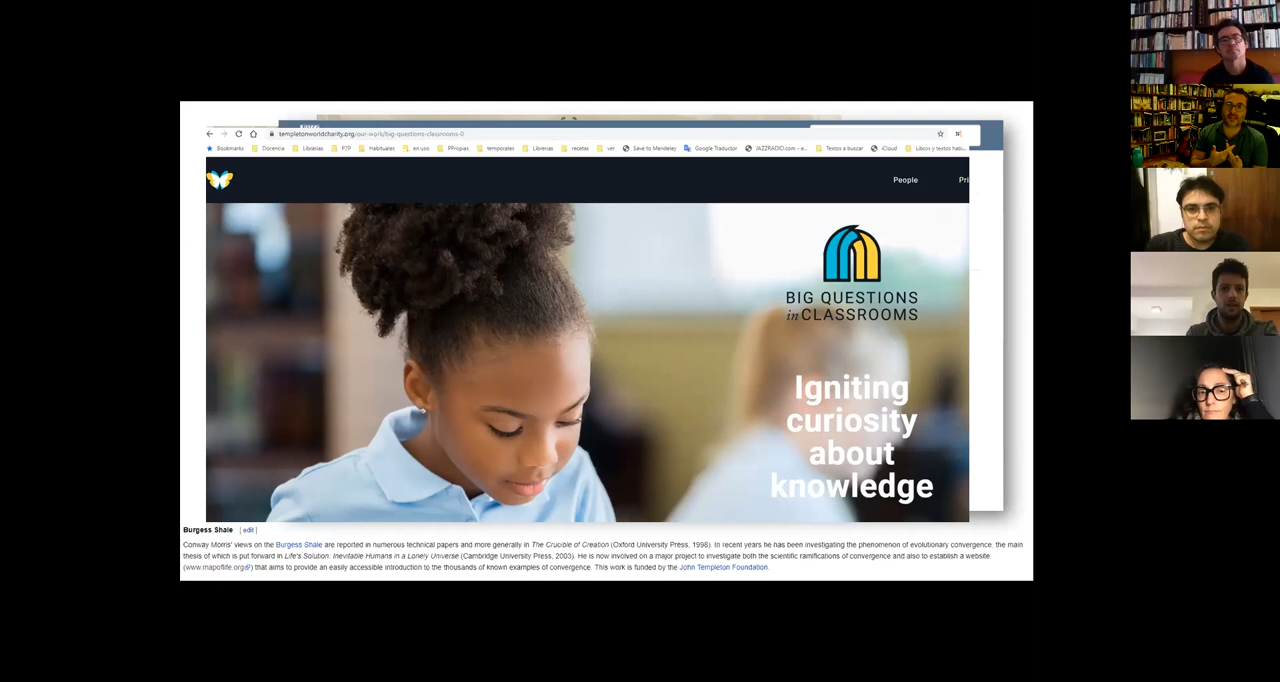 templetonworldcharity.org/our-work/big-questions-classrooms-0
Bookmarks Docencia Librerias P2P Habituales en uso PPropias temporales Librerias recetas ver Save to Mendeley Google Traductor JAZZRADIO.com - e... Textos a buscar iCloud Libros y textos hab...
People Pri
BIG QUESTIONS
in CLASSROOMS
Igniting
curiosity
about
knowledge
Burgess Shale [ edit ]
Conway Morris' views on the Burgess Shale are reported in numerous technical papers and more generally in The Crucible of Creation (Oxford University Press, 1998). In recent years he has been investigating the phenomenon of evolutionary convergence, the main
thesis of which is put forward in Life's Solution: Inevitable Humans in a Lonely Universe (Cambridge University Press, 2003). He is now involved on a major project to investigate both the scientific ramifications of convergence and also to establish a website
(www.mapoflife.org) that aims to provide an easily accessible introduction to the thousands of known examples of convergence. This work is funded by the John Templeton Foundation.